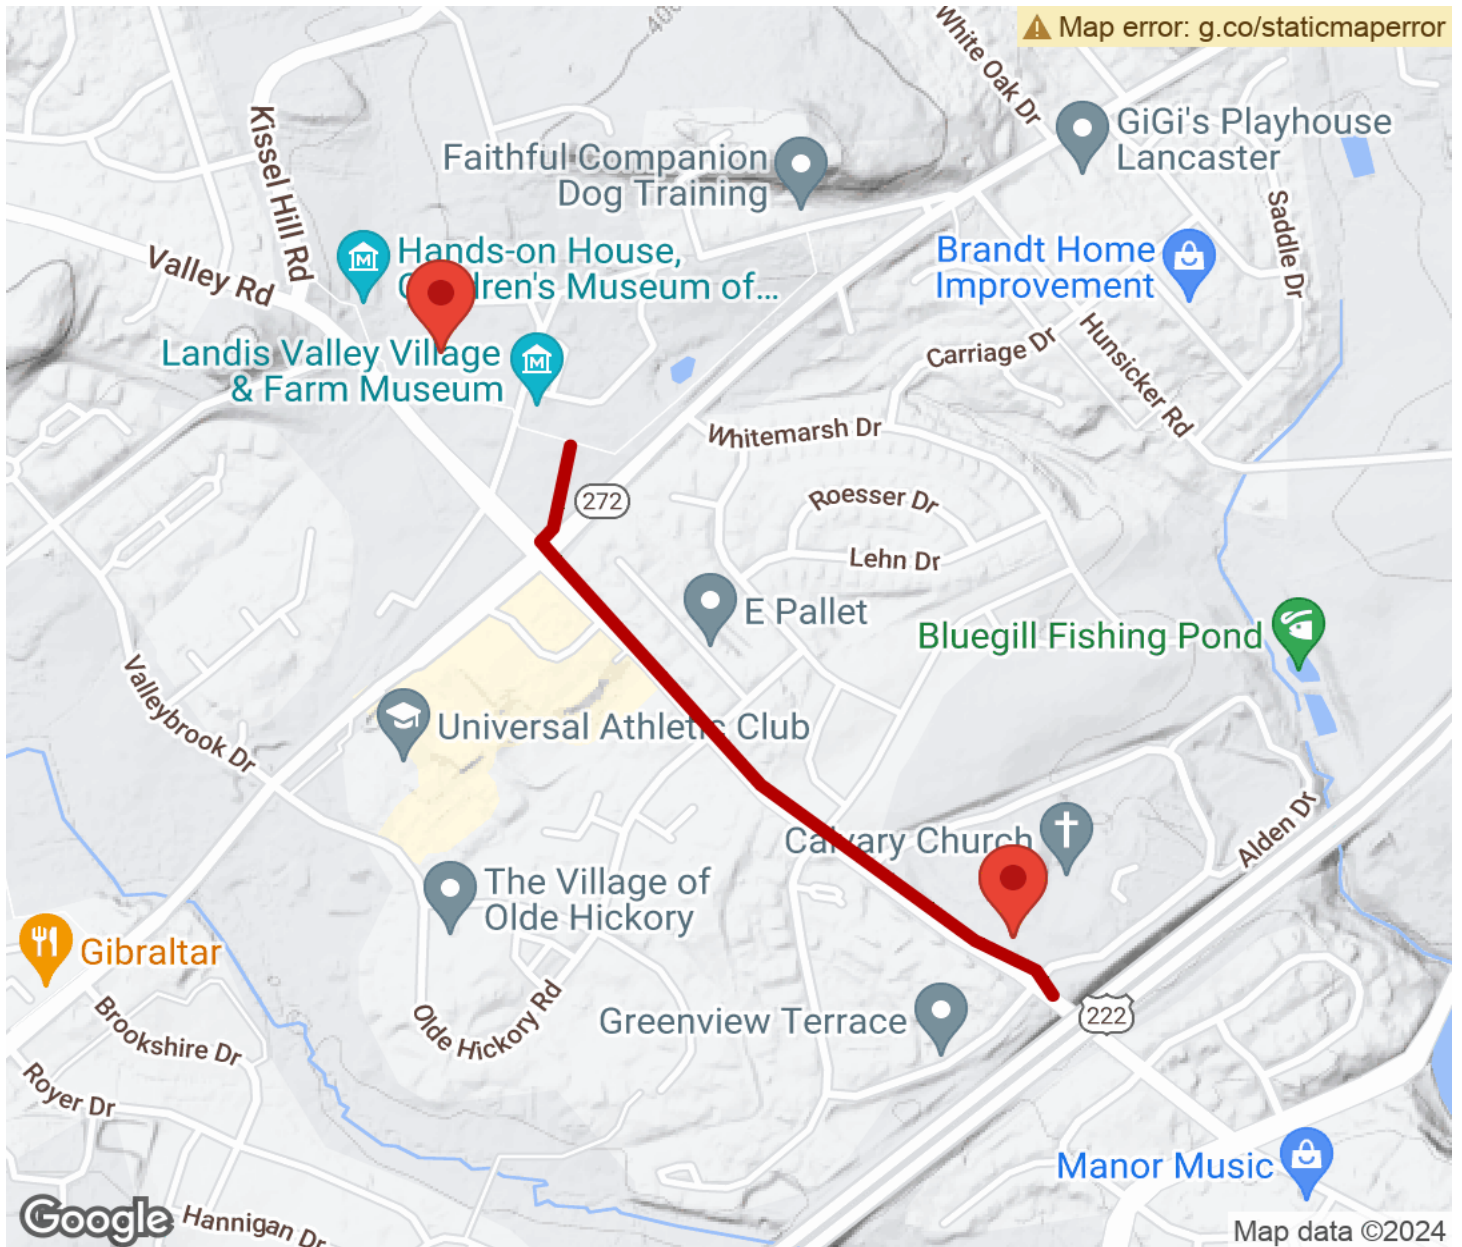 400
White Oak Dr
Map error: g.co/staticmaperror
Kissel Hill Rd
GiGi's Playhouse
Lancaster
Faithful Companion
Dog Training
Saddle Dr
Valley Rd
Hands-on House,
Museum of...
Brandt Home
Improvement
Landis Valley Village
& Farm Museum
Carriage Dr
Hunsicker Rd
Whitemarsh Dr
272
Roesser Dr
Lehn Dr
E Pallet
Bluegill Fishing Pond
Valleybrook Dr
Universal Athletic Club
Calvary Church
Alden Dr
The Village of
Olde Hickory
Gibraltar
Olde Hickory Rd
Greenview Terrace
222
Brookshire Dr
Royer Dr
Manor Music
Google
Hannigan Dr
Map data ©2024